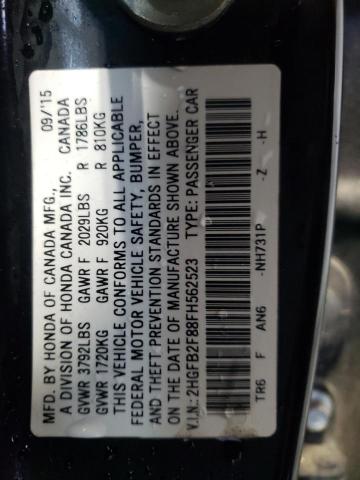 MFD. BY HONDA OF CANADA MFG., 09/'15
A DIVISION OF HONDA CANADA INC. CANADA
GVWR 3792LBS GAWR F 2029LBS R 1786LBS
GVWR 1720KG GAWR F 920KG R 810KG
THIS VEHICLE CONFORMS TO ALL APPLICABLE
FEDERAL MOTOR VEHICLE SAFETY, BUMPER,
AND THEFT PREVENTION STANDARDS IN EFFECT
ON THE DATE OF MANUFACTURE SHOWN ABOVE.
V.I.N.: 2HGFB2F88FH562523 TYPE: PASSENGER CAR
TR6 F AN6 -NH731P -Z -H